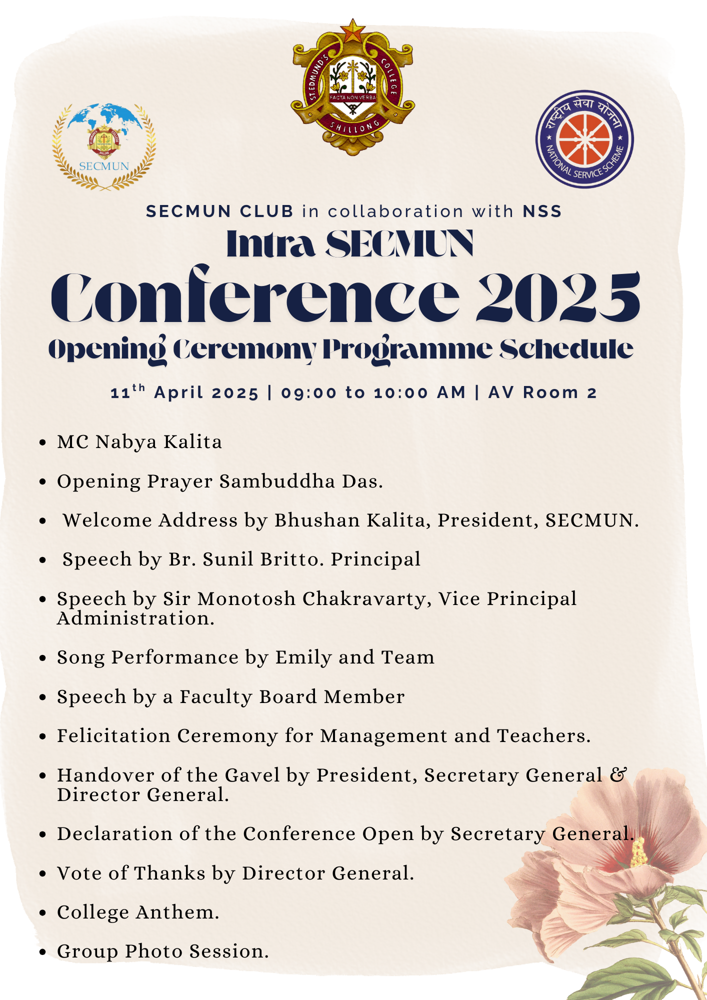 ST. EDMUND'S COLLEGE
FACTA NON VERBA
SHILLONG
SECMUN
राष्ट्रीय सेवा योजना
NATIONAL SERVICE SCHEME
SECMUN CLUB in collaboration with NSS
Intra SECMUN
Conference 2025
Opening Ceremony Programme Schedule
11th April 2025 | 09:00 to 10:00 AM | AV Room 2
• MC Nabya Kalita
• Opening Prayer Sambuddha Das.
• Welcome Address by Bhushan Kalita, President, SECMUN.
• Speech by Br. Sunil Britto. Principal
• Speech by Sir Monotosh Chakravarty, Vice Principal
Administration.
• Song Performance by Emily and Team
• Speech by a Faculty Board Member
• Felicitation Ceremony for Management and Teachers.
• Handover of the Gavel by President, Secretary General &
Director General.
• Declaration of the Conference Open by Secretary General.
• Vote of Thanks by Director General.
• College Anthem.
• Group Photo Session.